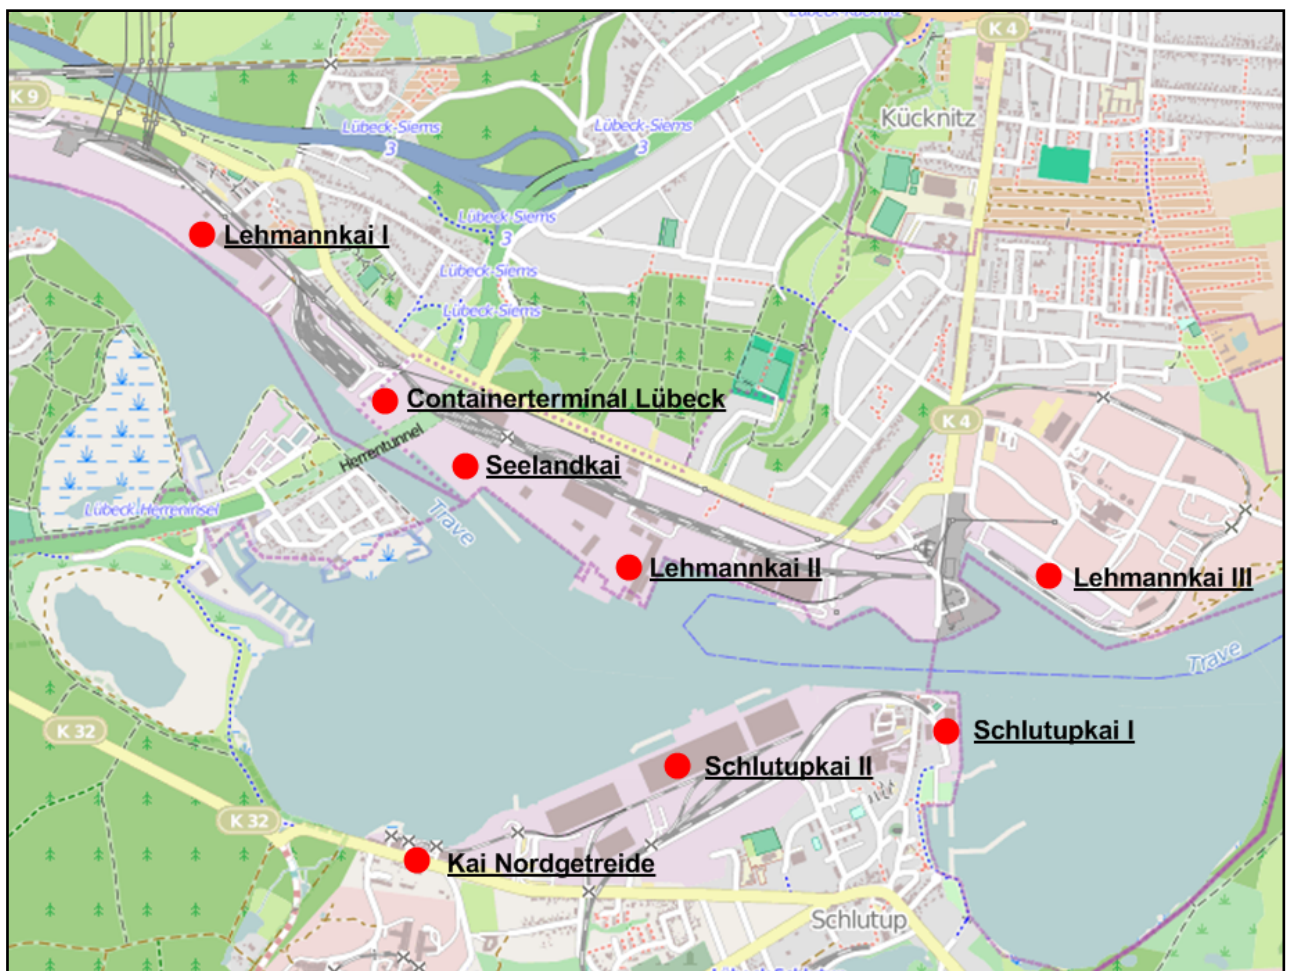 Lübeck-Kücknitz
K 4
K 9
Kücknitz
Lübeck-Siems
3
Lübeck-Siems
3
Lübeck-Siems
3
Lehmannkai I
Lübeck-Siems
Lübeck-Siems
Containerterminal Lübeck
K 4
Herrentunnel
Seelandkai
Lübeck-Herreninsel
Trave
Lehmannkai II
Lehmannkai III
Trave
K 32
Schlutupkai I
Schlutupkai II
K 32
Kai Nordgetreide
Schlutup